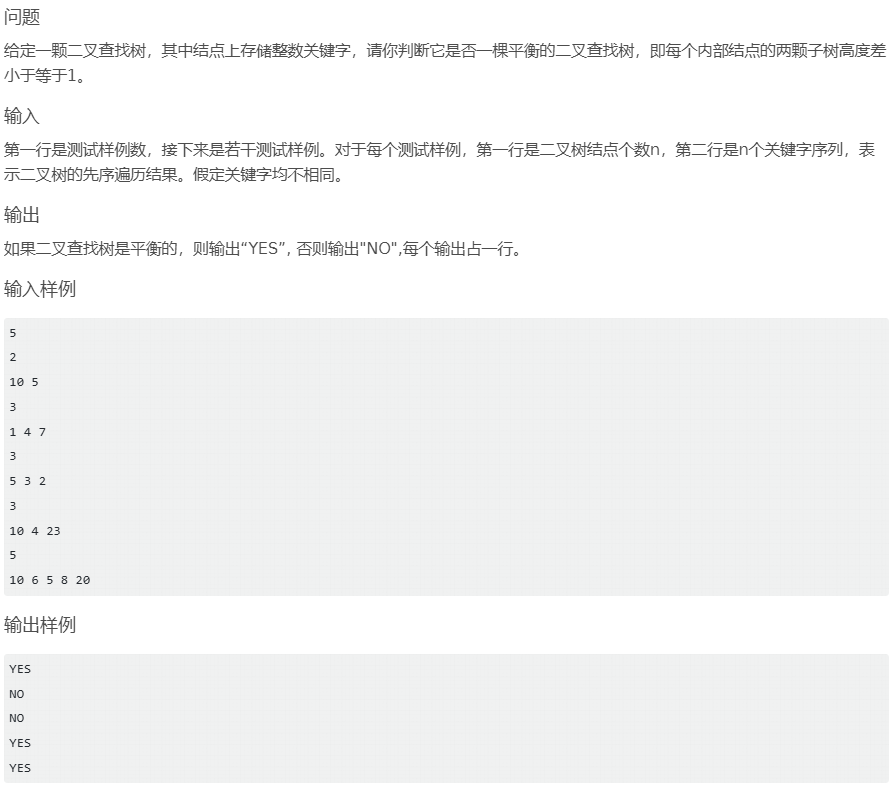 问题
给定一颗二叉查找树，其中结点上存储整数关键字，请你判断它是否一棵平衡的二叉查找树，即每个内部结点的两颗子树高度差
小于等于1。
输入
第一行是测试样例数，接下来是若干测试样例。对于每个测试样例，第一行是二叉树结点个数n，第二行是n个关键字序列，表
示二叉树的先序遍历结果。假定关键字均不相同。
输出
如果二叉查找树是平衡的，则输出“YES”, 否则输出"NO",每个输出占一行。
输入样例
5
2
10 5
3
1 4 7
3
5 3 2
3
10 4 23
5
10 6 5 8 20
输出样例
YES
NO
NO
YES
YES